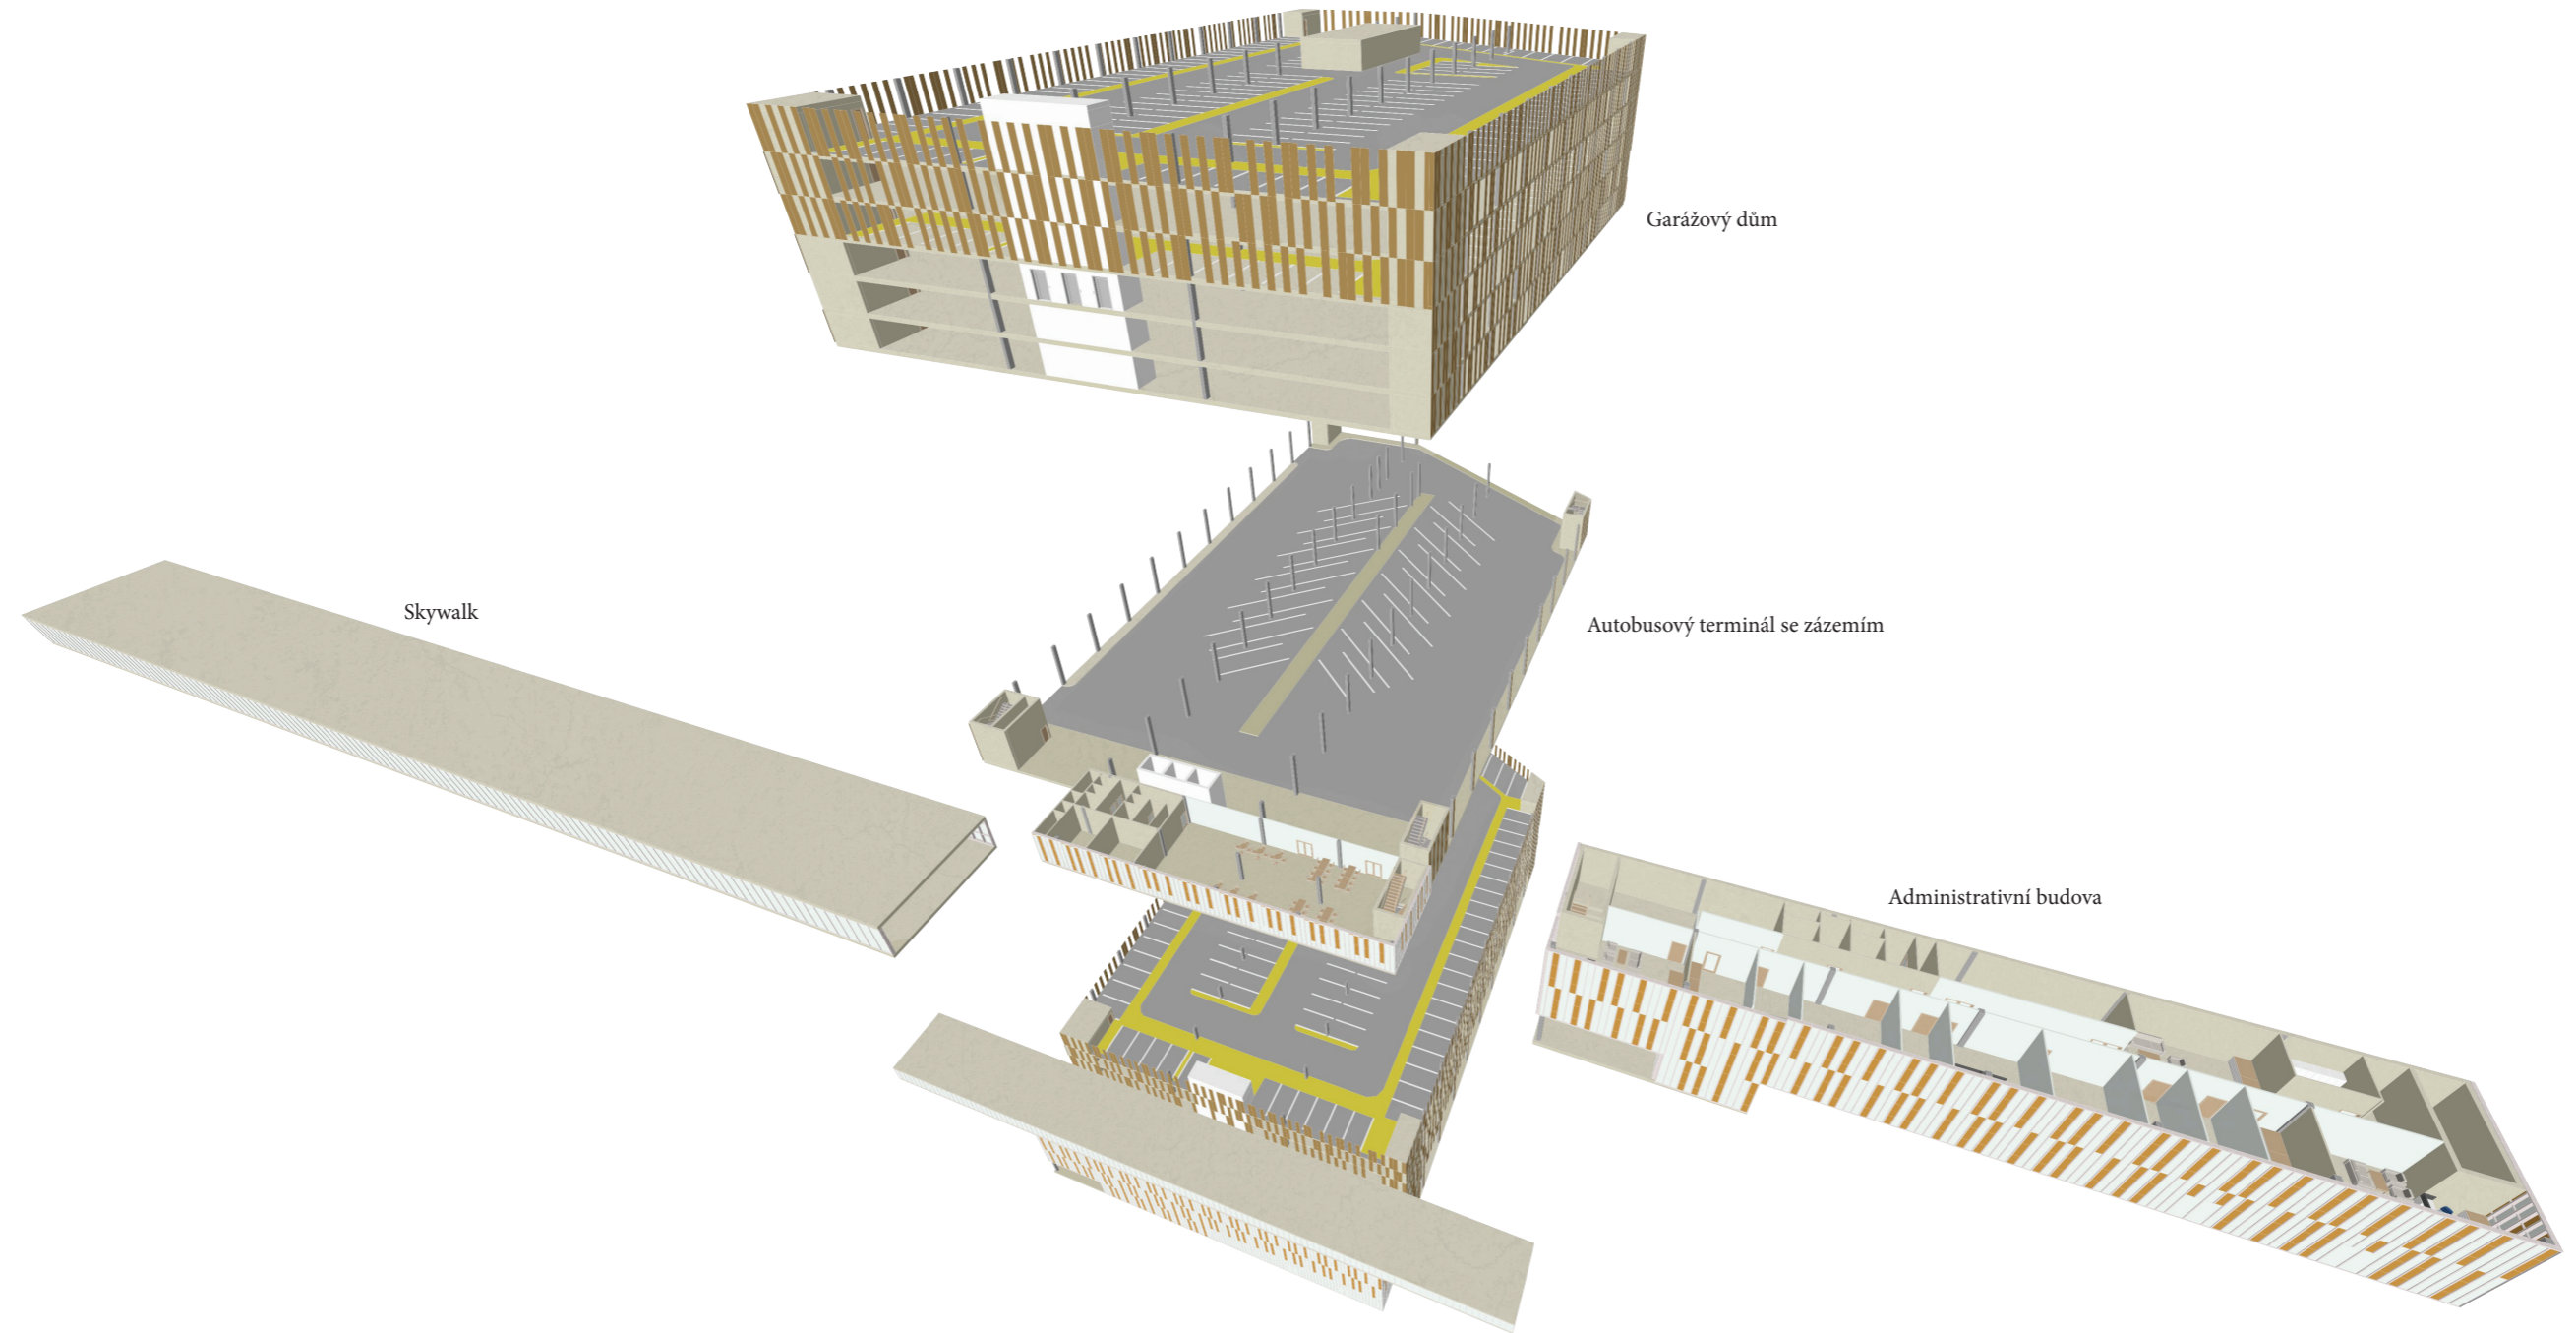 Garážový dům
Skywalk
Autobusový terminál se zázemím
Administrativní budova